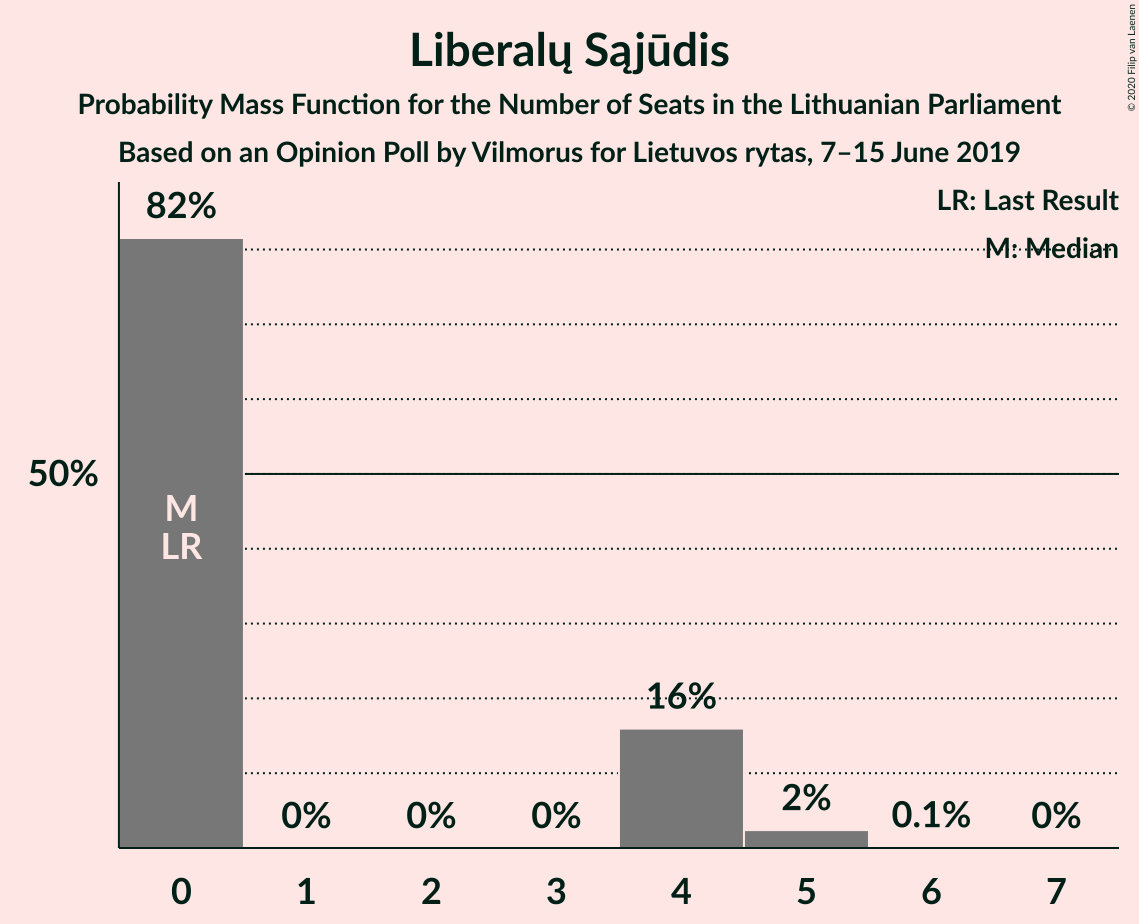 Liberalų Sąjūdis
Probability Mass Function for the Number of Seats in the Lithuanian Parliament
Based on an Opinion Poll by Vilmorus for Lietuvos rytas, 7–15 June 2019
© 2020 Filip van Laenen
LR: Last Result
M: Median
82%
50%
M
LR
0%
0%
0%
16%
2%
0.1%
0%
0
1
2
3
4
5
6
7